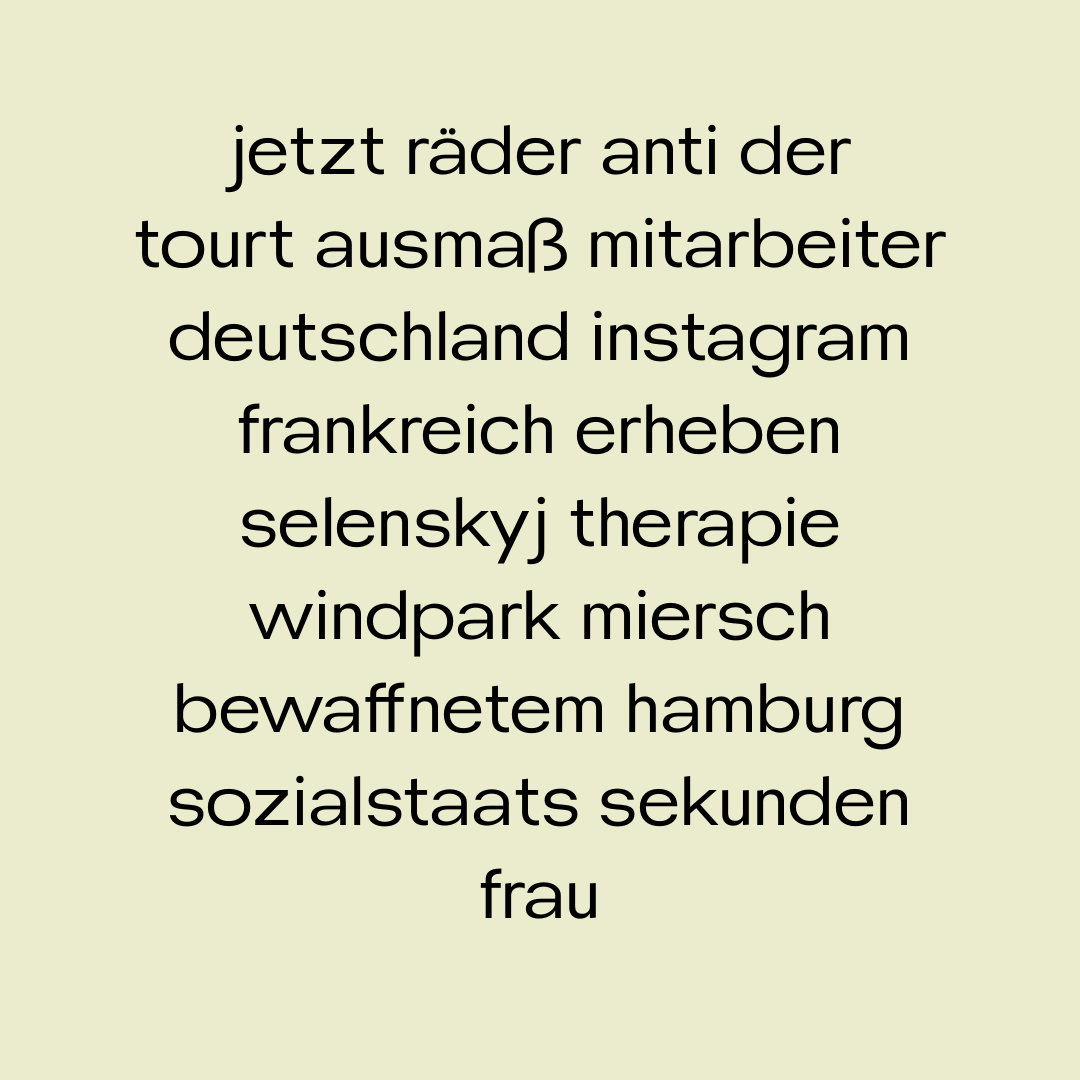 jetzt räder anti der
tourt ausmaß mitarbeiter
deutschland instagram
frankreich erheben
selenskyj therapie
windpark miersch
bewaffnetem hamburg
sozialstaats sekunden
frau